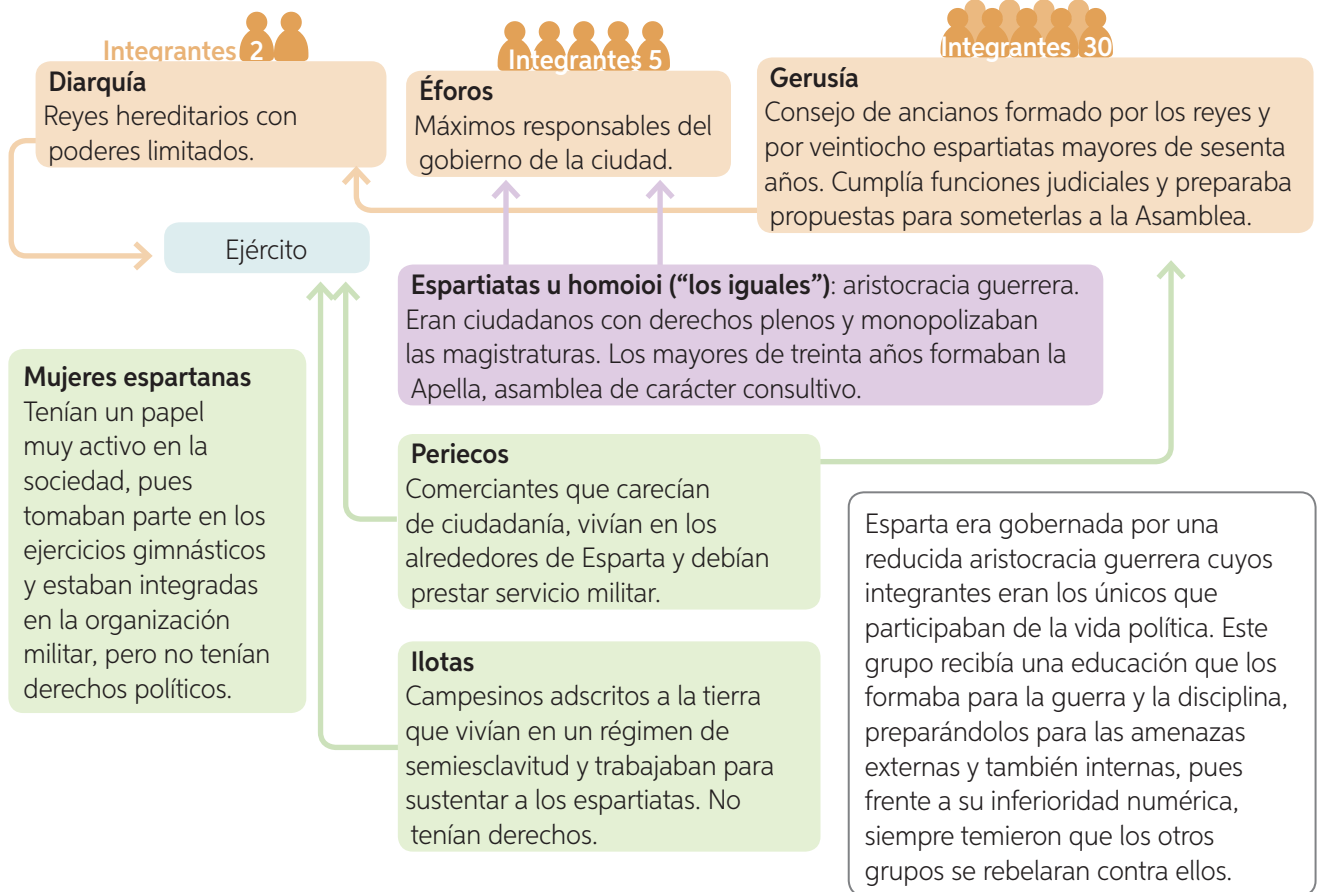 Integrantes 2
Diarquía
Reyes hereditarios con
poderes limitados.
Integrantes 5
Éforos
Máximos responsables del
gobierno de la ciudad.
Integrantes 30
Gerusía
Consejo de ancianos formado por los reyes y
por veintiocho espartiatas mayores de sesenta
años. Cumplía funciones judiciales y preparaba
propuestas para someterlas a la Asamblea.
Ejército
Espartiatas u homoioi (“los iguales”): aristocracia guerrera.
Eran ciudadanos con derechos plenos y monopolizaban
las magistraturas. Los mayores de treinta años formaban la
Apella, asamblea de carácter consultivo.
Mujeres espartanas
Tenían un papel
muy activo en la
sociedad, pues
tomaban parte en los
ejercicios gimnásticos
y estaban integradas
en la organización
militar, pero no tenían
derechos políticos.
Periecos
Comerciantes que carecían
de ciudadanía, vivían en los
alrededores de Esparta y debían
prestar servicio militar.
Ilotas
Campesinos adscritos a la tierra
que vivían en un régimen de
semiesclavitud y trabajaban para
sustentar a los espartiatas. No
tenían derechos.
Esparta era gobernada por una
reducida aristocracia guerrera cuyos
integrantes eran los únicos que
participaban de la vida política. Este
grupo recibía una educación que los
formaba para la guerra y la disciplina,
preparándolos para las amenazas
externas y también internas, pues
frente a su inferioridad numérica,
siempre temieron que los otros
grupos se rebelaran contra ellos.